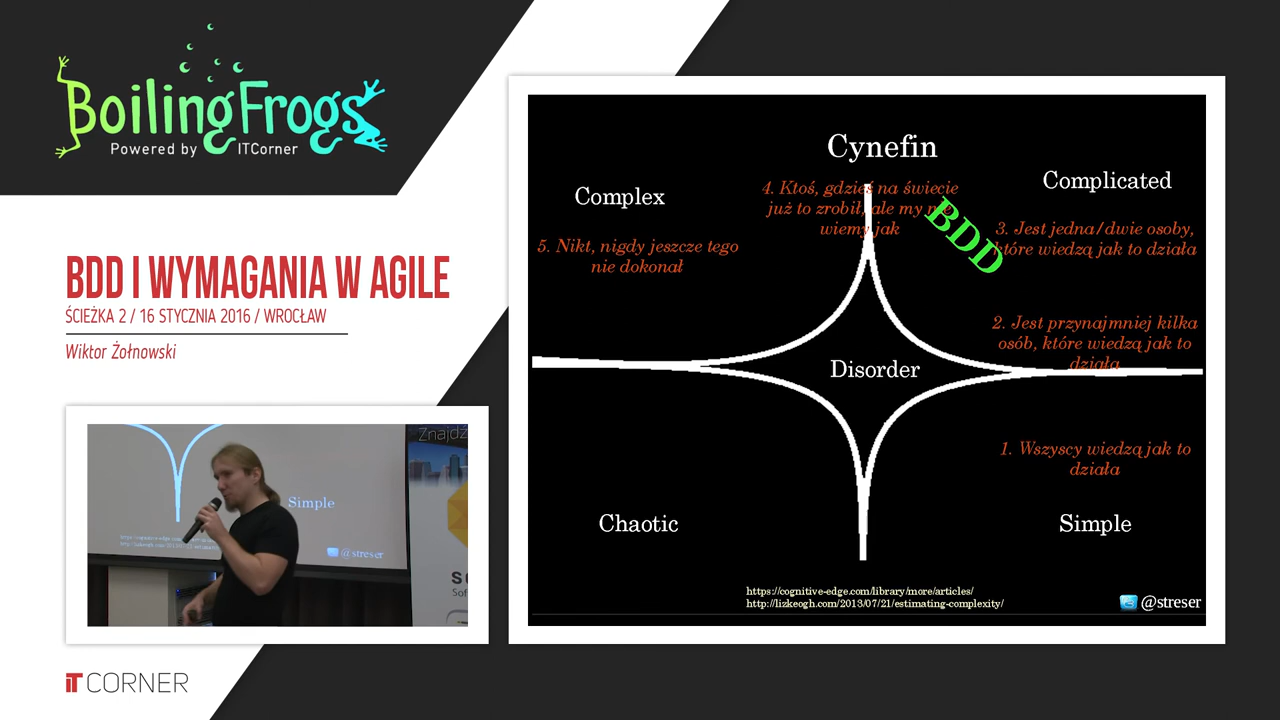 BoilingFrogs
Powered by ITCorner
BDD I WYMAGANIA W AGILE
ŚCIEŻKA 2 / 16 STYCZNIA 2016 / WROCŁAW
Wiktor Żołnowski
Znajdź
Simple
@streser
IT CORNER
Cynefin
Complex
Complicated
4. Ktoś, gdzieś na świecie
już to zrobił, ale my nie
wiemy jak
BDD
5. Nikt, nigdy jeszcze tego
nie dokonał
3. Jest jedna/dwie osoby,
które wiedzą jak to działa
2. Jest przynajmniej kilka
osób, które wiedzą jak to
działa
Disorder
1. Wszyscy wiedzą jak to
działa
Chaotic
Simple
https://cognitive-edge.com/library/more/articles/
http://lizkeogh.com/2013/07/21/estimating-complexity/
@streser